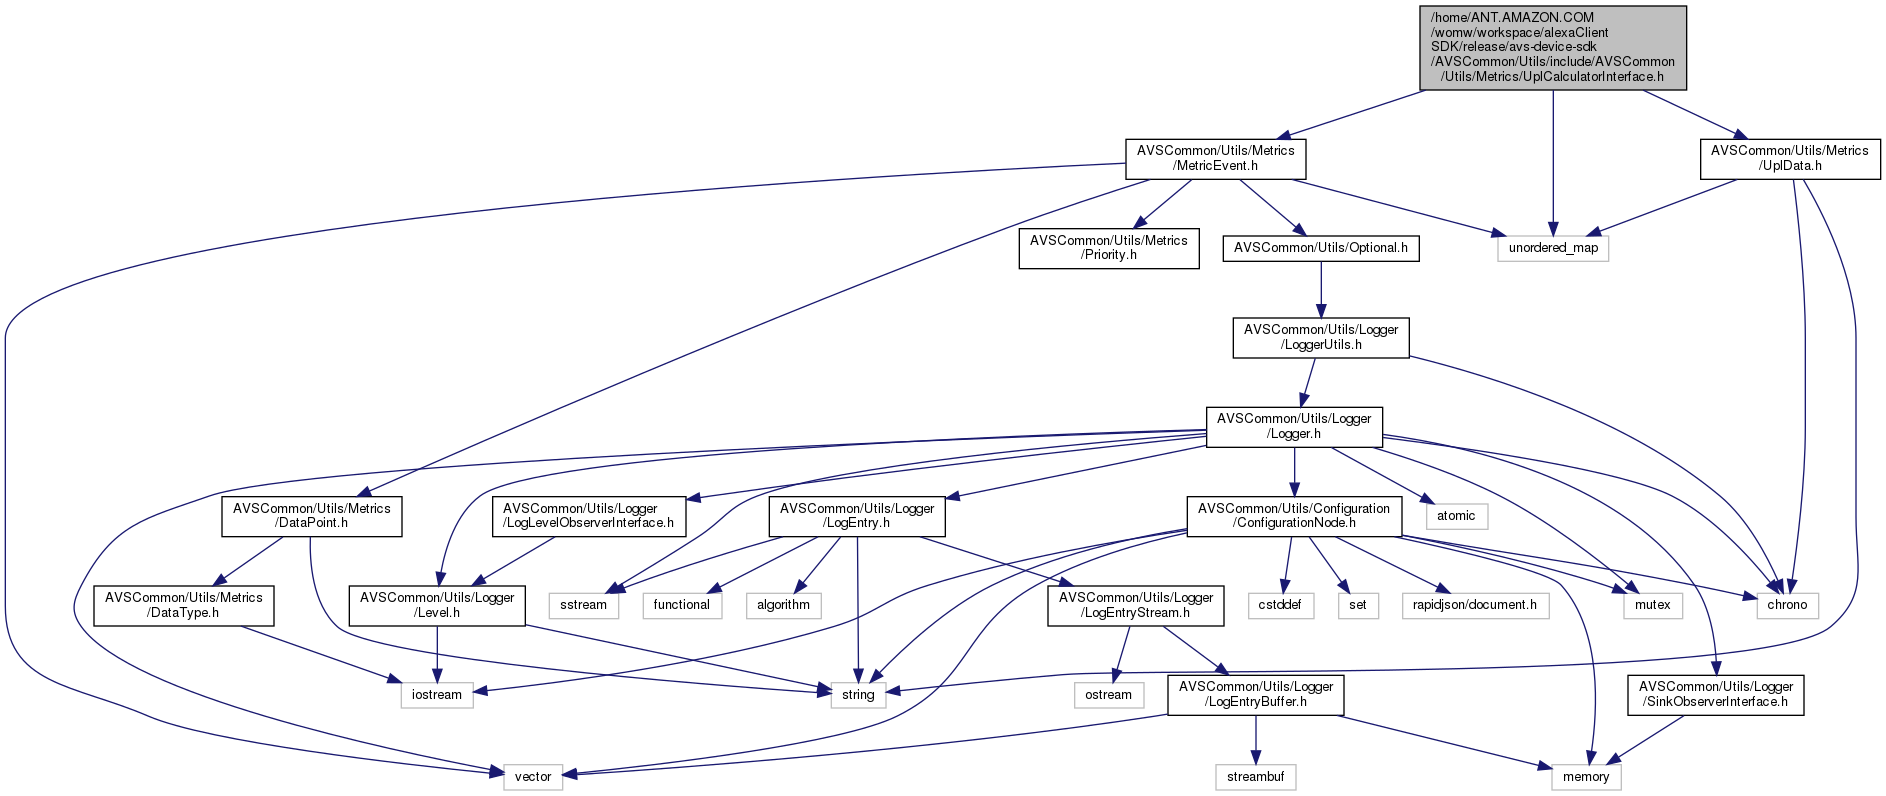 /home/ANT.AMAZON.COM
/womw/workspace/alexaClient
SDK/release/avs-device-sdk
/AVSCommon/Utils/include/AVSCommon
/Utils/Metrics/UplCalculatorInterface.h
AVSCommon/Utils/Metrics
/MetricEvent.h
AVSCommon/Utils/Metrics
/UplData.h
AVSCommon/Utils/Metrics
/Priority.h
AVSCommon/Utils/Optional.h
unordered_map
AVSCommon/Utils/Logger
/LoggerUtils.h
AVSCommon/Utils/Logger
/Logger.h
AVSCommon/Utils/Metrics
/DataPoint.h
AVSCommon/Utils/Logger
/LogLevelObserverInterface.h
AVSCommon/Utils/Logger
/LogEntry.h
AVSCommon/Utils/Configuration
/ConfigurationNode.h
atomic
AVSCommon/Utils/Metrics
/DataType.h
AVSCommon/Utils/Logger
/Level.h
sstream
functional
algorithm
AVSCommon/Utils/Logger
/LogEntryStream.h
cstddef
set
rapidjson/document.h
mutex
chrono
iostream
string
ostream
AVSCommon/Utils/Logger
/LogEntryBuffer.h
AVSCommon/Utils/Logger
/SinkObserverInterface.h
vector
streambuf
memory